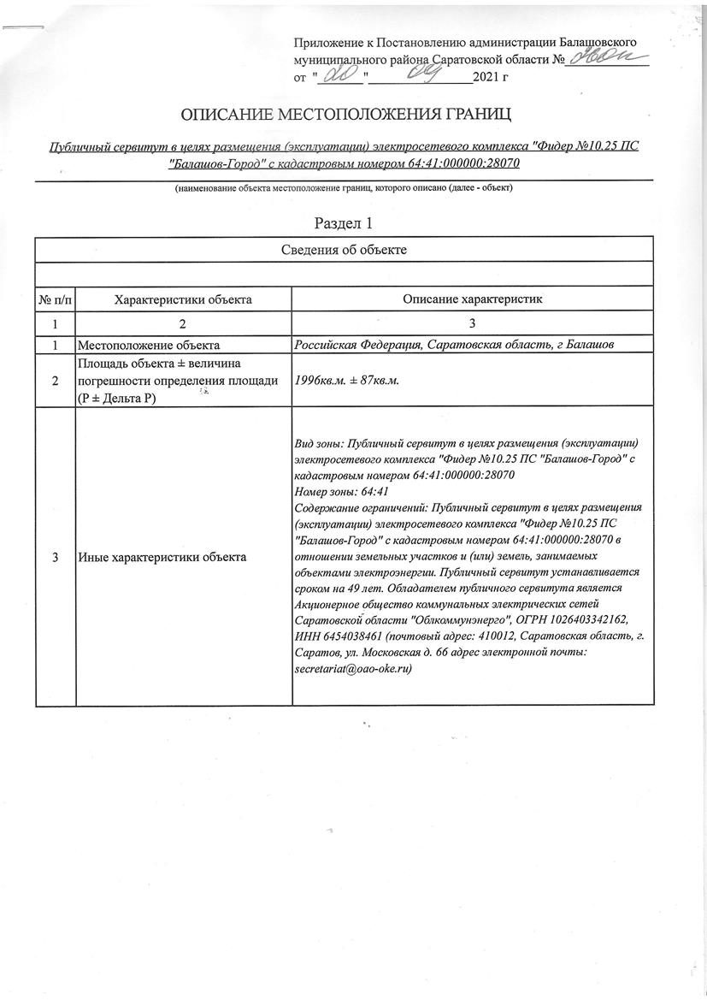 Приложение к Постановлению администрации Балашовского
муниципального района Саратовской области №
от "20" 2021 г
ОПИСАНИЕ МЕСТОПОЛОЖЕНИЯ ГРАНИЦ
Публичный сервитут в целях размещения (эксплуатации) электросетевого комплекса "Фидер №10.25 ПС
"Балашов-Город" с кадастровым номером 64:41:000000:28070
(наименование объекта местоположение границ, которого описано (далее - объект)
Раздел 1
Сведения об объекте
№ п/п Характеристики объекта Описание характеристик
1 2 3
1 Местоположение объекта Российская Федерация, Саратовская область, г Балашов
2 Площадь объекта ± величина
погрешности определения площади
(Р ± Дельта Р)
1996кв.м. ± 87кв.м.
3 Иные характеристики объекта
Вид зоны: Публичный сервитут в целях размещения (эксплуатации)
электросетевого комплекса "Фидер №10.25 ПС "Балашов-Город" с
кадастровым номером 64:41:000000:28070
Номер зоны: 64:41
Содержание ограничений: Публичный сервитут в целях размещения
(эксплуатации) электросетевого комплекса "Фидер №10.25 ПС
"Балашов-Город" с кадастровым номером 64:41:000000:28070 в
отношении земельных участков и (или) земель, занимаемых
объектами электроэнергии. Публичный сервитут устанавливается
сроком на 49 лет. Обладателем публичного сервитута является
Акционерное общество коммунальных электрических сетей
Саратовской области "Облкоммунэнерго", ОГРН 1026403342162,
ИНН 6454038461 (почтовый адрес: 410012, Саратовская область, г.
Саратов, ул. Московская д. 66 адрес электронной почты:
secretariat@oao-oke.ru)